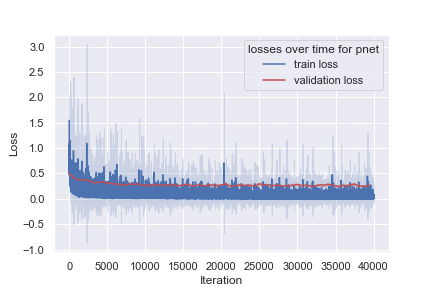 losses over time for pnet
train loss
validation loss
3.0
2.5
2.0
1.5
1.0
0.5
0.0
−0.5
−1.0
Loss
0 5000 10000 15000 20000 25000 30000 35000 40000
Iteration